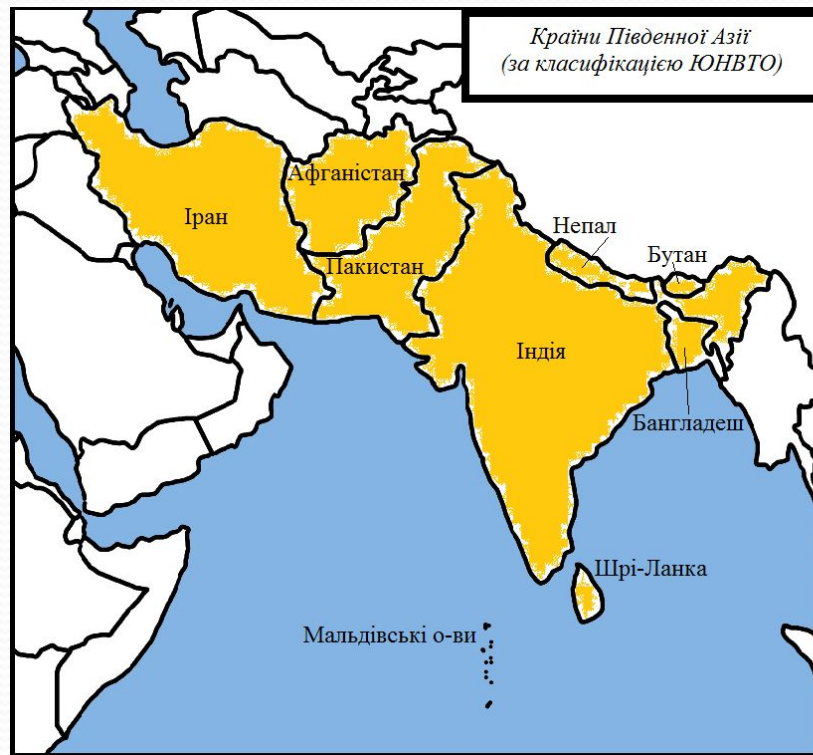 Країни Південної Азії
(за класифікацією ЮНВТО)
Афганістан
Іран
Непал
Бутан
Пакистан
Індія
Бангладеш
Шрі-Ланка
Мальдівські о-ви